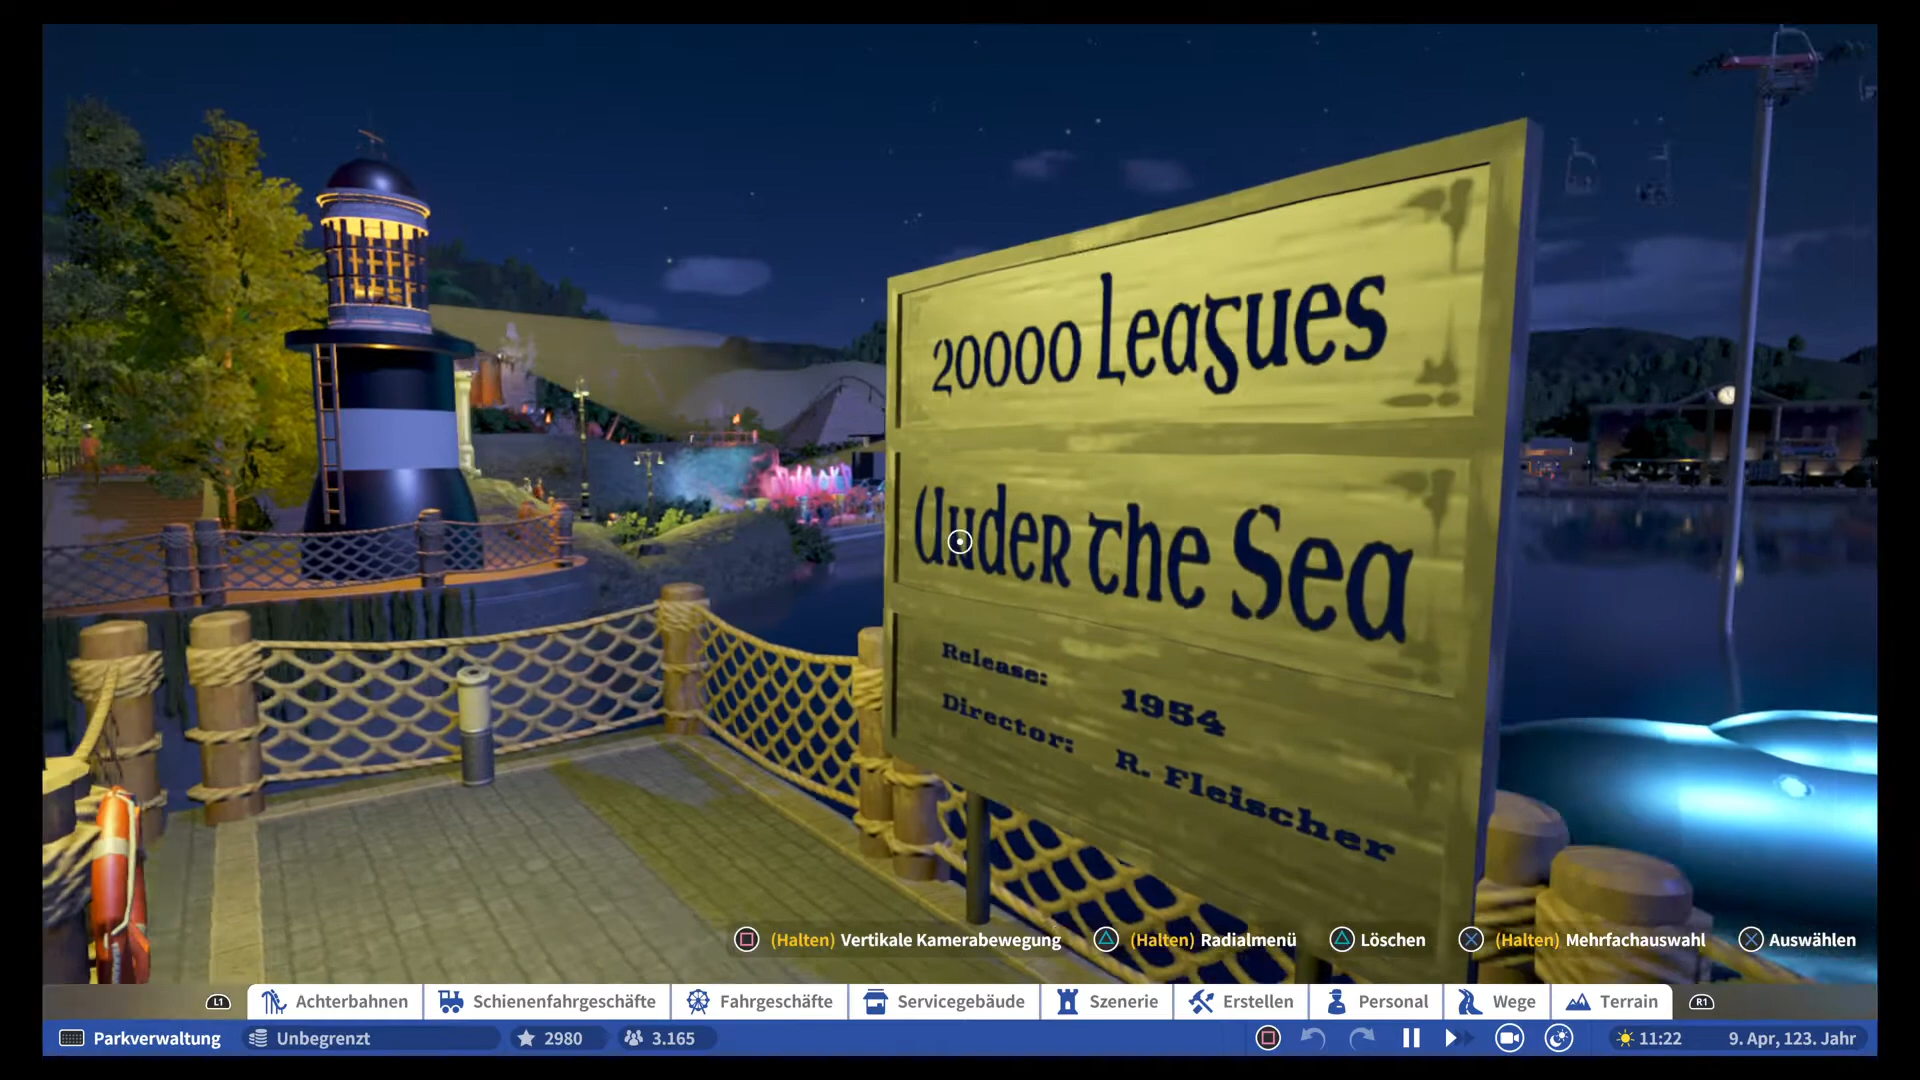 20000 Leagues
Under the Sea
Release: 1954
Director: R. Fleischer
(Halten) Vertikale Kamerabewegung (Halten) Radialmenü Löschen (Halten) Mehrfachauswahl Auswählen
L1 Achterbahnen Schienenfahrgeschäfte Fahrgeschäfte Servicegebäude Szenerie Erstellen Personal Wege Terrain R1
Parkverwaltung Unbegrenzt 2980 3.165 11:22 9. Apr, 123. Jahr